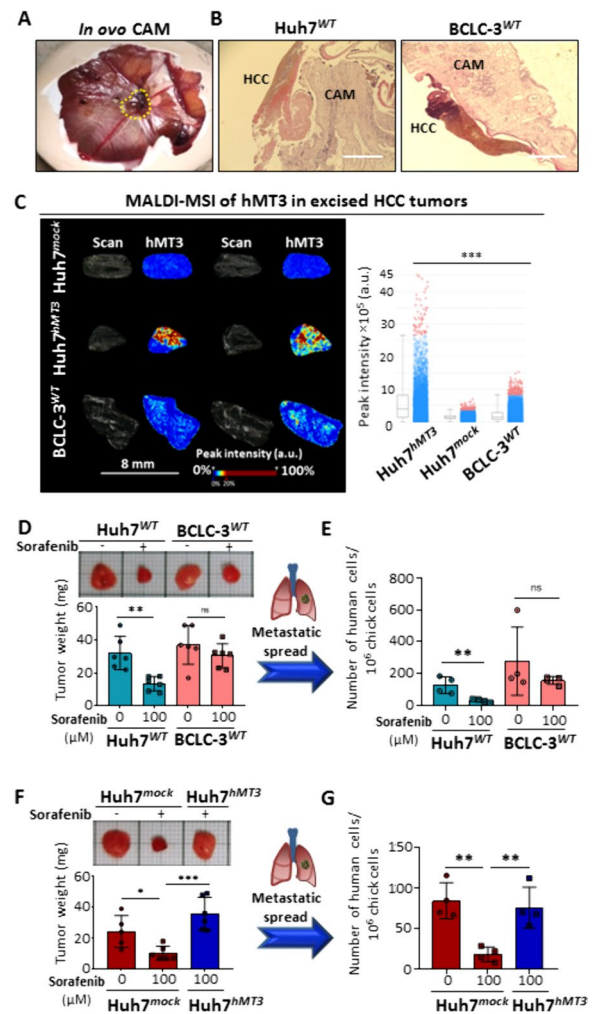 A
In ovo CAM
B
Huh7WT
BCLC-3WT
HCC
CAM
CAM
HCC
C
MALDI-MSI of hMT3 in excised HCC tumors
Scan hMT3 Scan hMT3
Huh7mock
Huh7hMT3
BCLC-3WT
8 mm
Peak intensity (a.u.)
0% 100%
0% 20%
***
Peak intensity ×10⁵ (a.u.)
45
40
30
20
10
0
Huh7hMT3
Huh7mock
BCLC-3WT
D
Huh7WT BCLC-3WT
Sorafenib - + - +
Tumor weight (mg)
60
40
20
0
** ns
Sorafenib 0 100 0 100
(µM)
Huh7WT BCLC-3WT
Metastatic
spread
E
Number of human cells/
10⁶ chick cells
800
600
400
200
0
** ns
Sorafenib 0 100 0 100
(µM)
Huh7WT BCLC-3WT
F
Huh7mock Huh7hMT3
Sorafenib - + +
Tumor weight (mg)
60
40
20
0
* ***
Sorafenib 0 100 100
(µM)
Huh7mock Huh7hMT3
Metastatic
spread
G
Number of human cells/
10⁶ chick cells
150
100
50
0
** **
Sorafenib 0 100 100
(µM)
Huh7mock Huh7hMT3